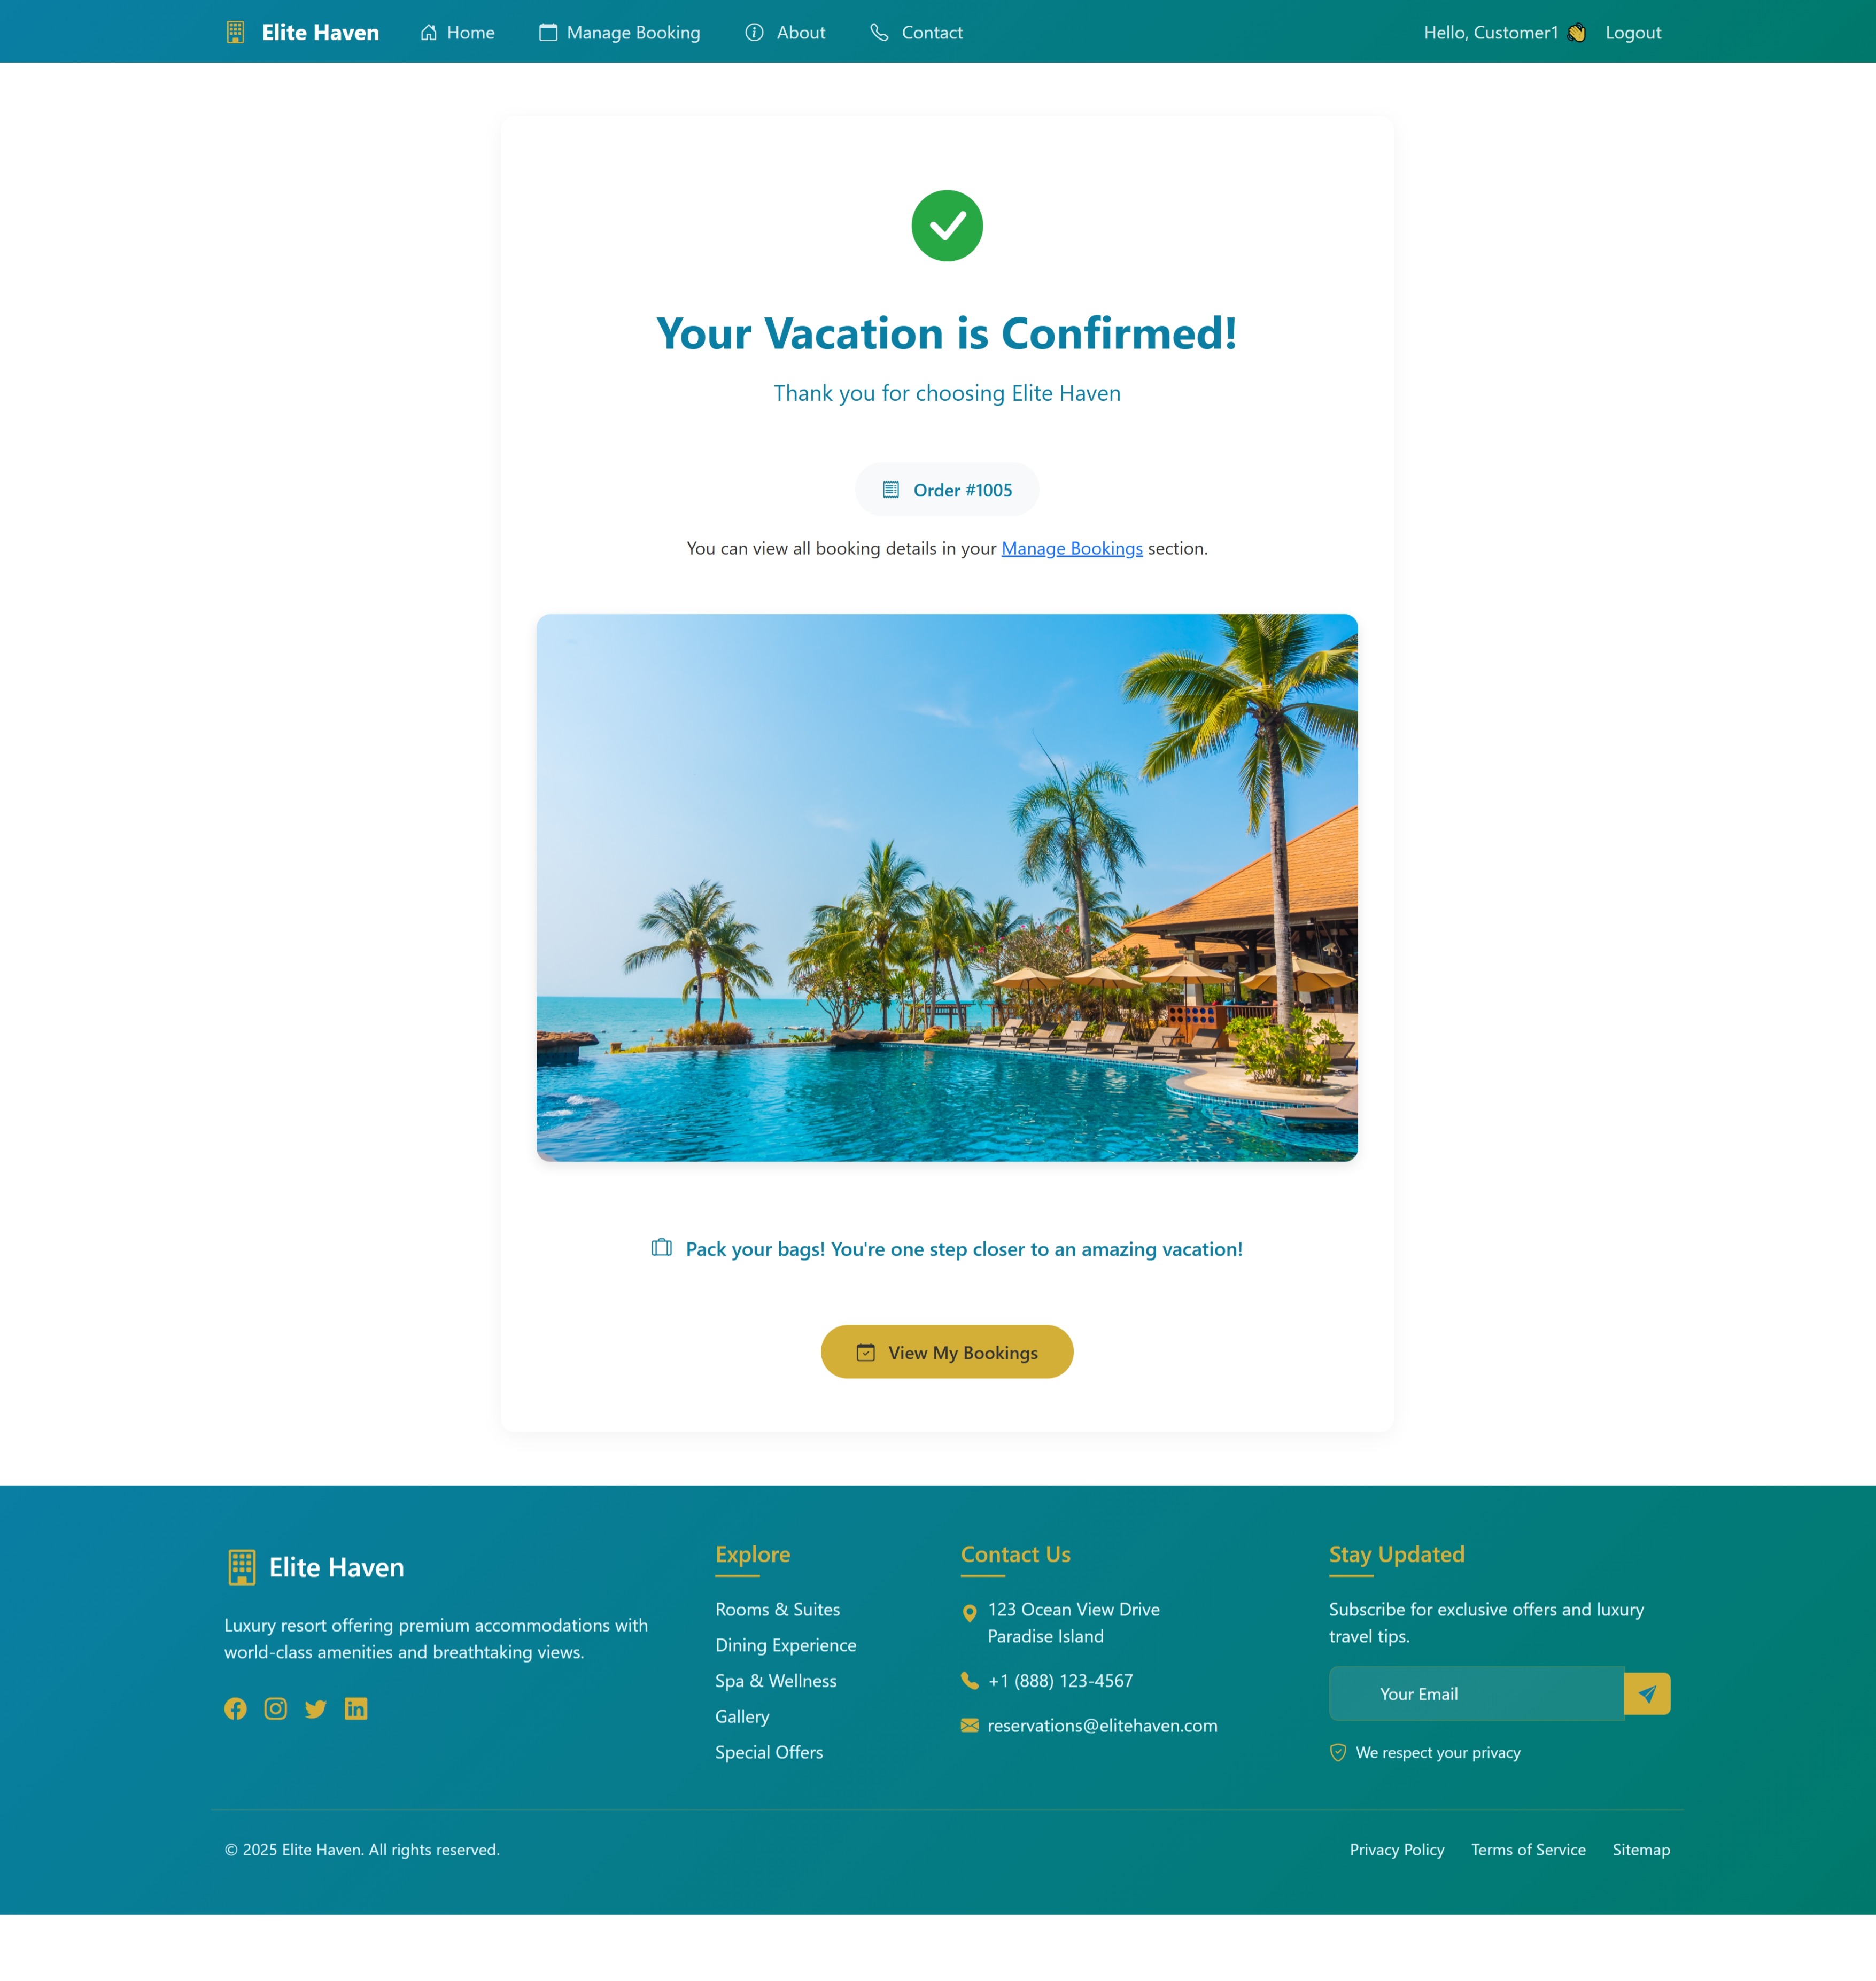 Elite Haven
Home
Manage Booking
About
Contact
Hello, Customer1 👋
Logout
Your Vacation is Confirmed!
Thank you for choosing Elite Haven
Order #1005
You can view all booking details in your Manage Bookings section.
Pack your bags! You're one step closer to an amazing vacation!
View My Bookings
Elite Haven
Luxury resort offering premium accommodations with
world-class amenities and breathtaking views.
Explore
Rooms & Suites
Dining Experience
Spa & Wellness
Gallery
Special Offers
Contact Us
123 Ocean View Drive
Paradise Island
+1 (888) 123-4567
reservations@elitehaven.com
Stay Updated
Subscribe for exclusive offers and luxury
travel tips.
Your Email
We respect your privacy
© 2025 Elite Haven. All rights reserved.
Privacy Policy
Terms of Service
Sitemap